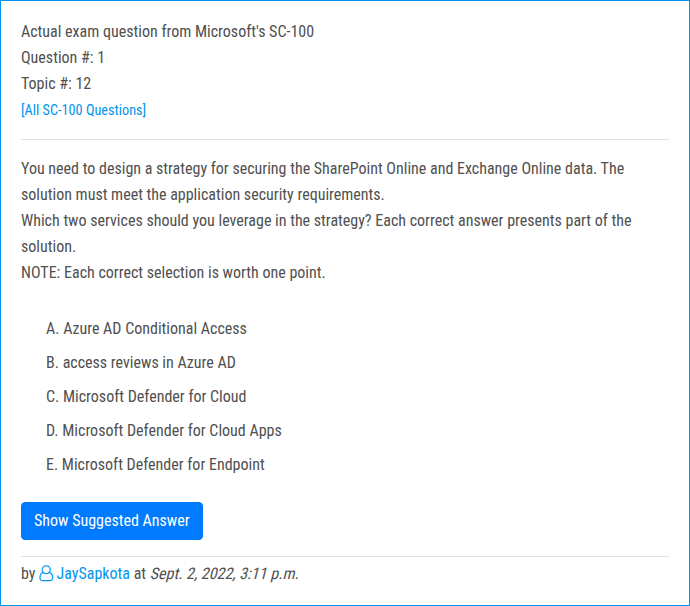 Actual exam question from Microsoft's SC-100
Question #: 1
Topic #: 12
[All SC-100 Questions]
You need to design a strategy for securing the SharePoint Online and Exchange Online data. The
solution must meet the application security requirements.
Which two services should you leverage in the strategy? Each correct answer presents part of the
solution.
NOTE: Each correct selection is worth one point.
A. Azure AD Conditional Access
B. access reviews in Azure AD
C. Microsoft Defender for Cloud
D. Microsoft Defender for Cloud Apps
E. Microsoft Defender for Endpoint
Show Suggested Answer
by JaySapkota at Sept. 2, 2022, 3:11 p.m.